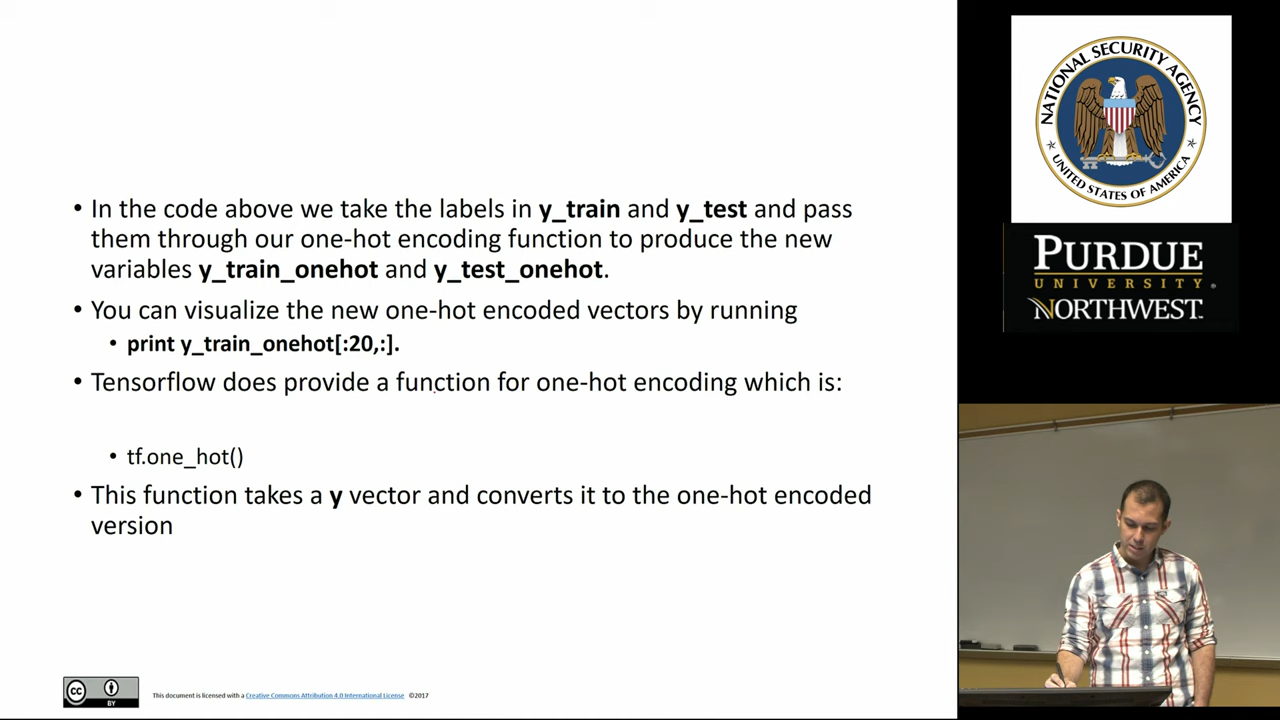 • In the code above we take the labels in y_train and y_test and pass
them through our one-hot encoding function to produce the new
variables y_train_onehot and y_test_onehot.
• You can visualize the new one-hot encoded vectors by running
• print y_train_onehot[:20,:].
• Tensorflow does provide a function for one-hot encoding which is:
• tf.one_hot()
• This function takes a y vector and converts it to the one-hot encoded
version
cc BY
This document is licensed with a Creative Commons Attribution 4.0 International License ©2017
NATIONAL SECURITY AGENCY
UNITED STATES OF AMERICA
PURDUE
UNIVERSITY®
NORTHWEST™